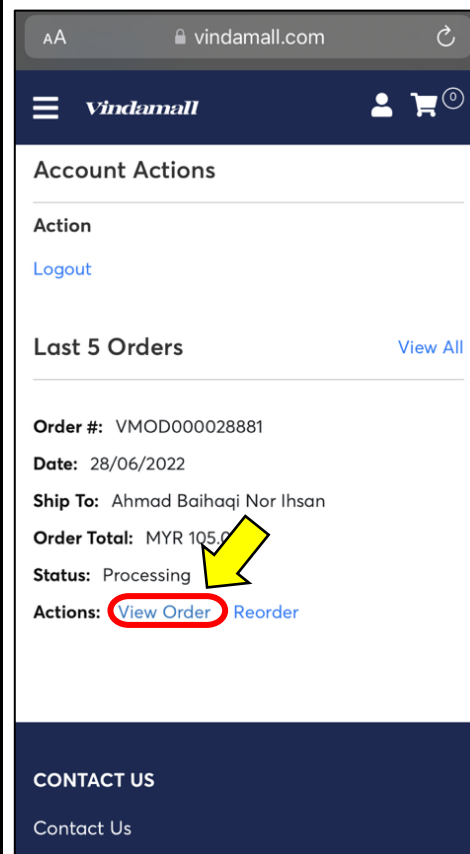 AA vindamall.com
Vindamall 0
Account Actions
Action
Logout
Last 5 Orders View All
Order #: VMOD000028881
Date: 28/06/2022
Ship To: Ahmad Baihaqi Nor Ihsan
Order Total: MYR 105.0
Status: Processing
Actions: View Order Reorder
CONTACT US
Contact Us